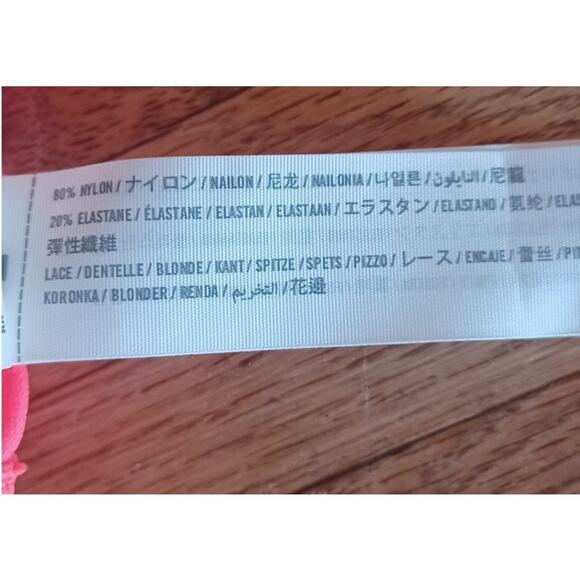 80% NYLON / ナイロン / NAILON / 尼龙 / NAILONIA / 나일론 / النايلون / 尼龍
20% ELASTANE / ÉLASTANE / ELASTAN / ELASTAAN / エラスタン / ELASTANO / 氨纶 / ELAS
彈性纖維
LACE / DENTELLE / BLONDE / KANT / SPITZE / SPETS / PIZZO / レース / ENCAJE / 蕾丝 /
KORONKA / BLONDER / RENDA / التخريم / 花邊